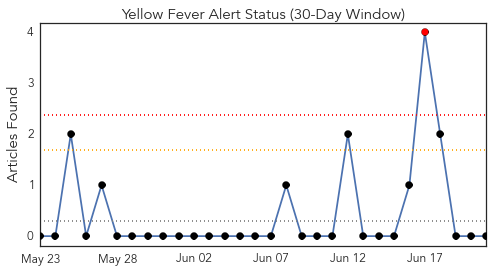 Yellow Fever Alert Status (30-Day Window)
Articles Found
4
3
2
1
0
May 23 May 28 Jun 02 Jun 07 Jun 12 Jun 17